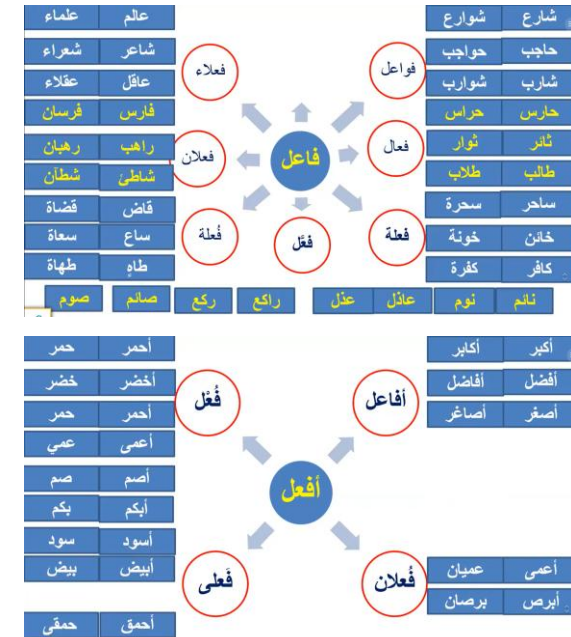 شارع شوارع
حاجب حواجب
شارب شوارب
حارس حراس
ثائر ثوار
طالب طلاب
ساحر سحرة
خائن خونة
كافر كفرة
فواعل
فعال
فعلة
فاعل
فعلاء
فعلان
فُعلة
فعَّل
عالم علماء
شاعر شعراء
عاقل عقلاء
فارس فرسان
راهب رهبان
شاطئ شطآن
قاض قضاة
ساع سعاة
طاهٍ طهاة
نائم نوم
عاذل عذل
راكع ركع
صائم صوم
أكبر أكابر
أفضل أفاضل
أصغر أصاغر
أعمى عميان
أبرص برصان
أفاعل
فُعلان
أفعل
فُعْل
فَعلى
أحمر حمر
أخضر خضر
أحمر حمر
أعمى عمي
أصم صم
أبكم بكم
أسود سود
أبيض بيض
أحمق حمقى